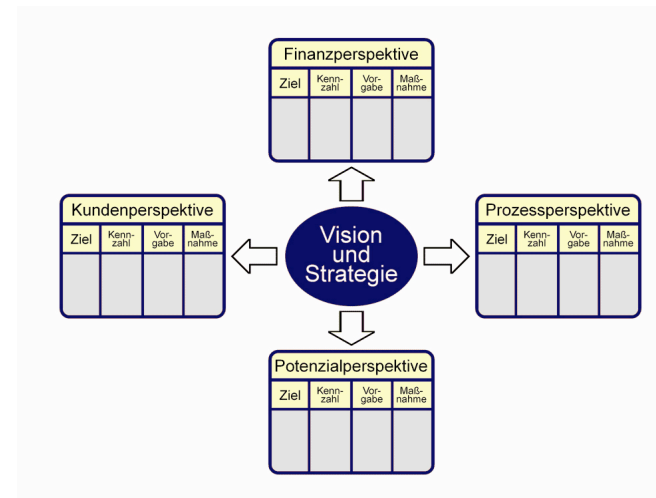 Finanzperspektive
Ziel Kenn-zahl Vor-gabe Maß-nahme
Kundenperspektive
Ziel Kenn-zahl Vor-gabe Maß-nahme
Vision
und
Strategie
Prozessperspektive
Ziel Kenn-zahl Vor-gabe Maß-nahme
Potenzialperspektive
Ziel Kenn-zahl Vor-gabe Maß-nahme